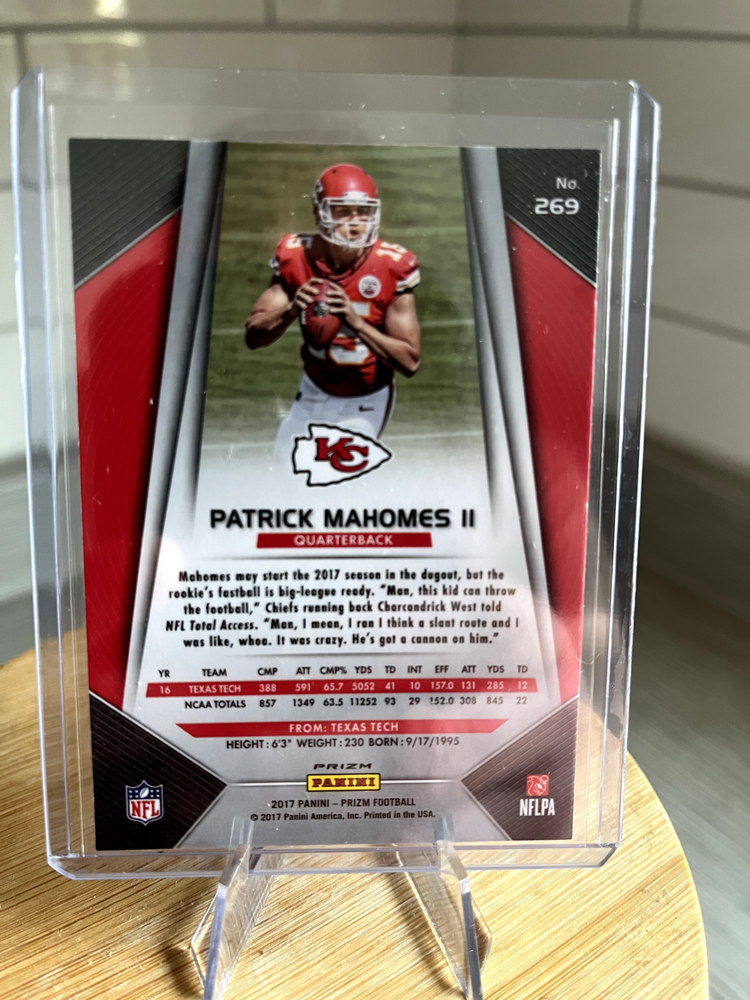 No.
269
15
15
KC
PATRICK MAHOMES II
QUARTERBACK
Mahomes may start the 2017 season in the dugout, but the
rookie's fastball is big-league ready. "Man, this kid can throw
the football," Chiefs running back Charcandrick West told
NFL Total Access. "Man, I mean, I ran I think a slant route and I
was like, whoa. It was crazy. He's got a cannon on him."
YR TEAM CMP ATT CMP% YDS TD INT EFF ATT YDS TD
16 TEXAS TECH 388 591 65.7 5052 41 10 157.0 131 285 12
NCAA TOTALS 857 1349 63.5 11252 93 29 152.0 308 845 22
FROM: TEXAS TECH
HEIGHT: 6'3" WEIGHT: 230 BORN: 9/17/1995
PRIZM
PANINI
NFL
NFLPA
2017 PANINI – PRIZM FOOTBALL
© 2017 Panini America, Inc. Printed in the USA.